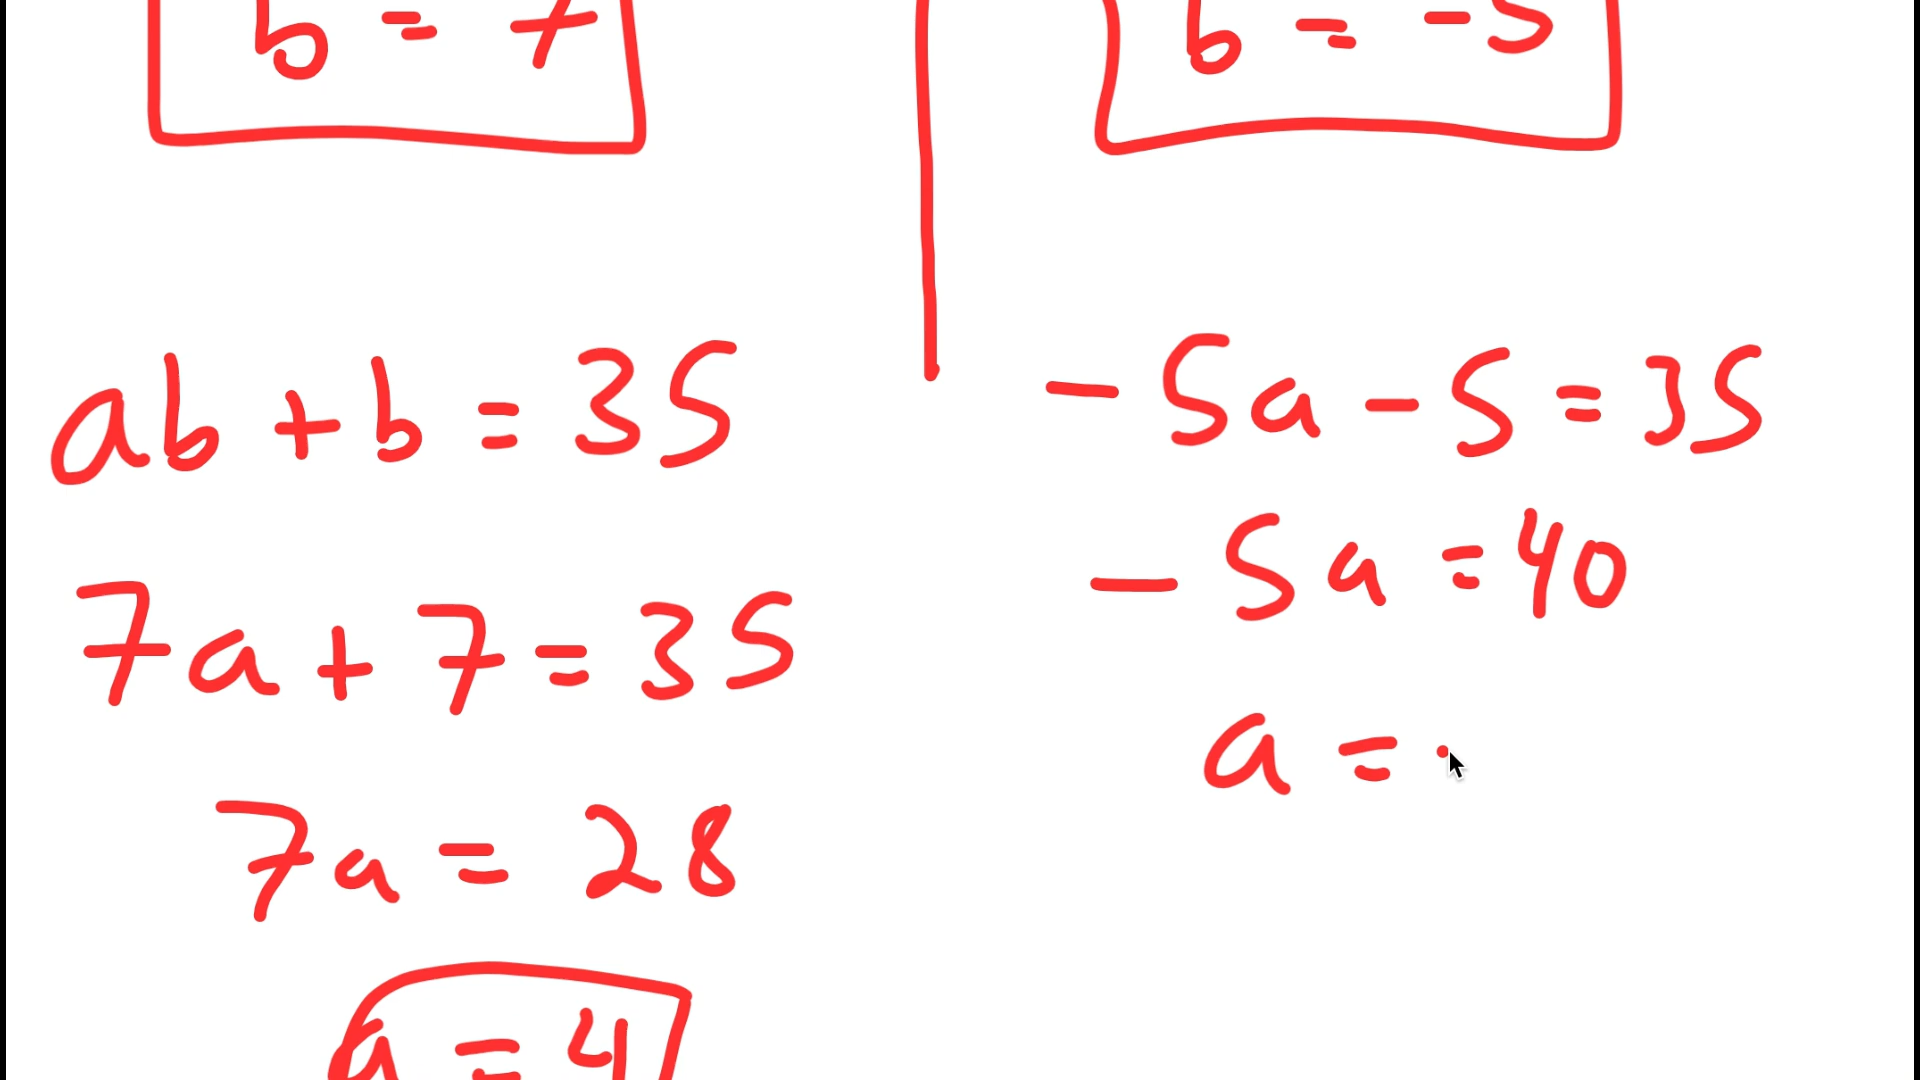 b = 7
ab + b = 35
7a + 7 = 35
7a = 28
a = 4
b = -5
-5a - 5 = 35
-5a = 40
a =